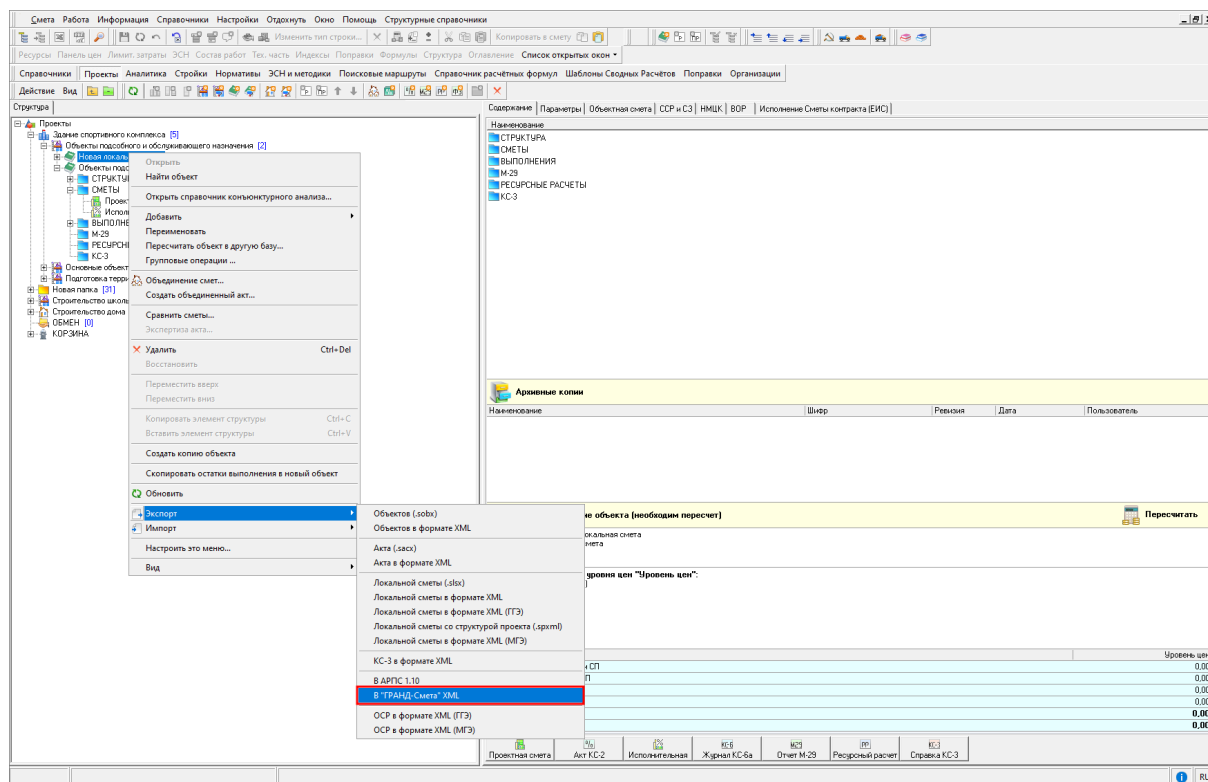 Смета Работа Информация Справочники Настройки Отдохнуть Окно Помощь Структурные справочники
Изменить тип строки...
Копировать в смету
Ресурсы Панель цен Лимит. затраты ЭСН Состав работ Тех. часть Индексы Поправки Формулы Структура Оглавление Список открытых окон
Справочники Проекты Аналитика Стройки Нормативы ЭСН и методики Поисковые маршруты Справочник расчётных формул Шаблоны Сводных Расчётов Поправки Организации
Действие Вид
Структура
Проекты
Здание спортивного комплекса [5]
Объекты подсобного и обслуживающего назначения [2]
Новая локаль
Объекты подс
СТРУКТУ
СМЕТЫ
Проек
Испол
ВЫПОЛНЕ
М-29
РЕСУРСН
КС-3
Основные объект
Подготовка терри
Новая папка [31]
Строительство школь
Строительство дома
ОБМЕН [0]
КОРЗИНА
Открыть
Найти объект
Открыть справочник конъюнктурного анализа...
Добавить
Переименовать
Пересчитать объект в другую базу...
Групповые операции ...
Объединение смет...
Создать объединенный акт...
Сравнить сметы...
Экспертиза акта...
Удалить Ctrl+Del
Восстановить
Переместить вверх
Переместить вниз
Копировать элемент структуры Ctrl+C
Вставить элемент структуры Ctrl+V
Создать копию объекта
Скопировать остатки выполнения в новый объект
Обновить
Экспорт
Импорт
Настроить это меню...
Вид
Объектов (.sobx)
Объектов в формате XML
Акта (.sacx)
Акта в формате XML
Локальной сметы (.slsx)
Локальной сметы в формате XML
Локальной сметы в формате XML (ГГЭ)
Локальной сметы со структурой проекта (.spxml)
Локальной сметы в формате XML (МГЭ)
КС-3 в формате XML
В АРПС 1.10
В "ГРАНД-Смета" XML
ОСР в формате XML (ГГЭ)
ОСР в формате XML (МГЭ)
Содержание Параметры Объектная смета ССР и СЗ НМЦК ВОР Исполнение Сметы контракта (ЕИС)
Наименование
СТРУКТУРА
СМЕТЫ
ВЫПОЛНЕНИЯ
М-29
РЕСУРСНЫЕ РАСЧЕТЫ
КС-3
Архивные копии
Наименование Шифр Ревизия Дата Пользователь
ие объекта (необходим пересчет) Пересчитать
окальная смета
мета
уровня цен "Уровень цен":
Уровень цен
н СП 0,00
П 0,00
0,00
0,00
0,00
0,00
Проектная смета Акт КС-2 Исполнительная Журнал КС-6а Отчет М-29 Ресурсный расчет Справка КС-3
RU